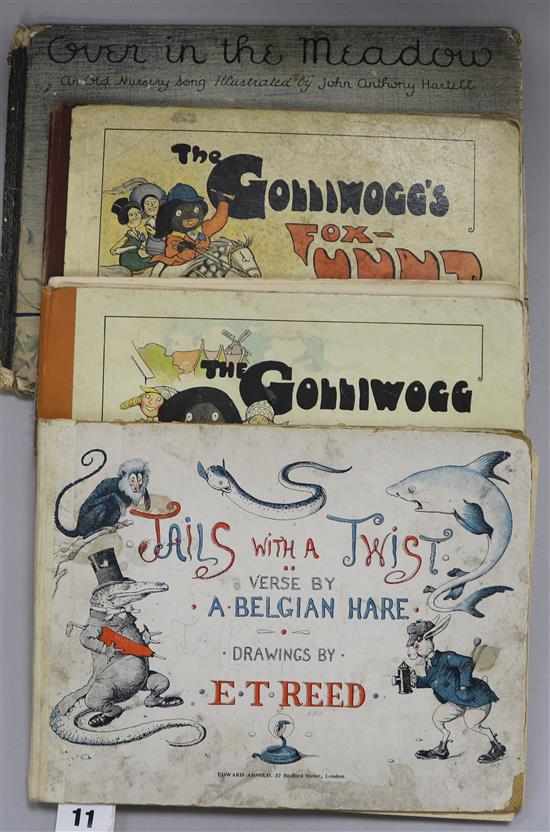 Over in the Meadow
An Old Nursery Song Illustrated by John Anthony Hartell
The
GOLLIWOGG'S
FOX-
HUNT
THE GOLLIWOGG
TAILS WITH A TWIST
VERSE BY
· A · BELGIAN HARE ·
· DRAWINGS BY ·
· E · T · REED ·
EDWARD ARNOLD, 37 Bedford Street, London.
11